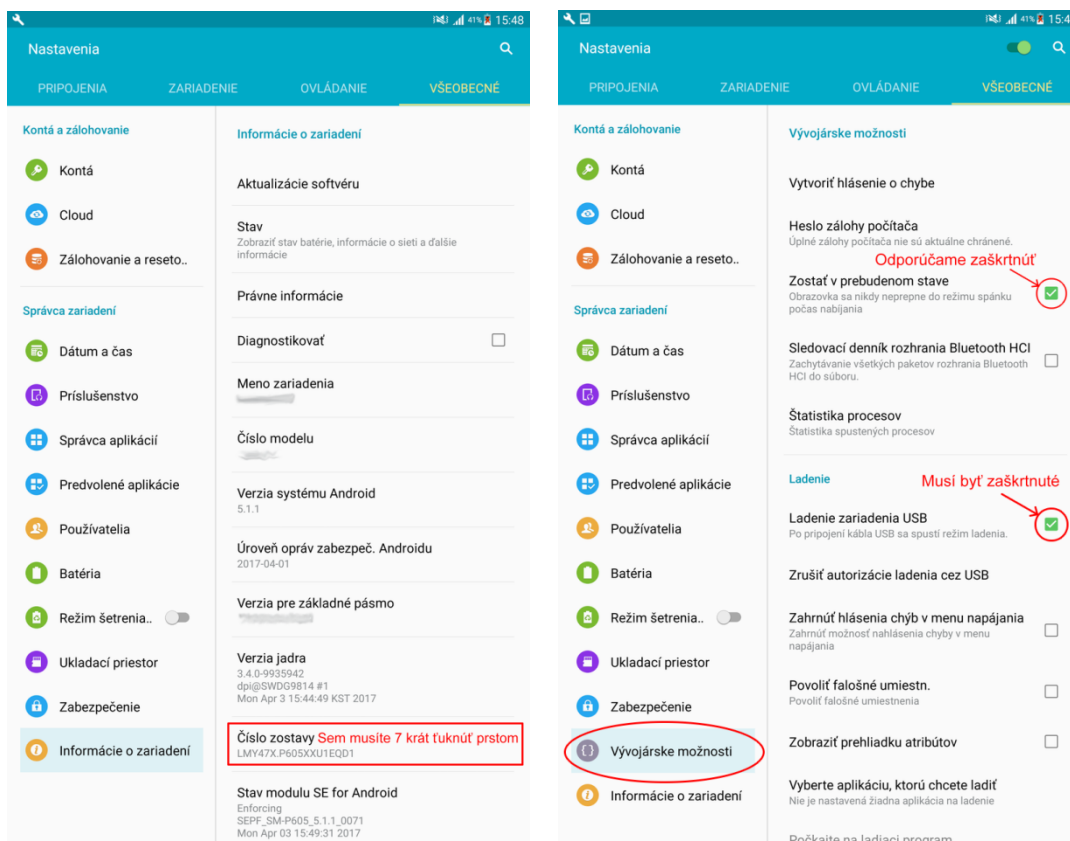 41% 15:48
Nastavenia
PRIPOJENIA ZARIADENIE OVLÁDANIE VŠEOBECNÉ
Kontá a zálohovanie
Kontá
Cloud
Zálohovanie a reseto..
Správca zariadení
Dátum a čas
Príslušenstvo
Správca aplikácií
Predvolené aplikácie
Používatelia
Batéria
Režim šetrenia..
Ukladací priestor
Zabezpečenie
Informácie o zariadení
Informácie o zariadení
Aktualizácie softvéru
Stav
Zobraziť stav batérie, informácie o sieti a ďalšie
informácie
Právne informácie
Diagnostikovať
Meno zariadenia
Číslo modelu
Verzia systému Android
5.1.1
Úroveň opráv zabezpeč. Androidu
2017-04-01
Verzia pre základné pásmo
Verzia jadra
3.4.0-9935942
dpi@SWDG9814 #1
Mon Apr 3 15:44:49 KST 2017
Číslo zostavy Sem musíte 7 krát ťuknúť prstom
LMY47X.P605XXU1EQD1
Stav modulu SE for Android
Enforcing
SEPF_SM-P605_5.1.1_0071
Mon Apr 03 15:49:31 2017
41% 15:4
Nastavenia
PRIPOJENIA ZARIADENIE OVLÁDANIE VŠEOBECNÉ
Kontá a zálohovanie
Kontá
Cloud
Zálohovanie a reseto..
Správca zariadení
Dátum a čas
Príslušenstvo
Správca aplikácií
Predvolené aplikácie
Používatelia
Batéria
Režim šetrenia..
Ukladací priestor
Zabezpečenie
Vývojárske možnosti
Informácie o zariadení
Vývojárske možnosti
Vytvoriť hlásenie o chybe
Heslo zálohy počítača
Úplné zálohy počítača nie sú aktuálne chránené.
Odporúčame zaškrtnúť
Zostať v prebudenom stave
Obrazovka sa nikdy neprepne do režimu spánku
počas nabíjania
Sledovací denník rozhrania Bluetooth HCI
Zachytávanie všetkých paketov rozhrania Bluetooth
HCI do súboru.
Štatistika procesov
Štatistika spustených procesov
Ladenie
Musí byť zaškrtnuté
Ladenie zariadenia USB
Po pripojení kábla USB sa spustí režim ladenia.
Zrušiť autorizácie ladenia cez USB
Zahrnúť hlásenia chýb v menu napájania
Zahrnúť možnosť nahlásenia chyby v menu
napájania
Povoliť falošné umiestn.
Povoliť falošné umiestnenia
Zobraziť prehliadku atribútov
Vyberte aplikáciu, ktorú chcete ladiť
Nie je nastavená žiadna aplikácia na ladenie
Počkajte na ladiaci program